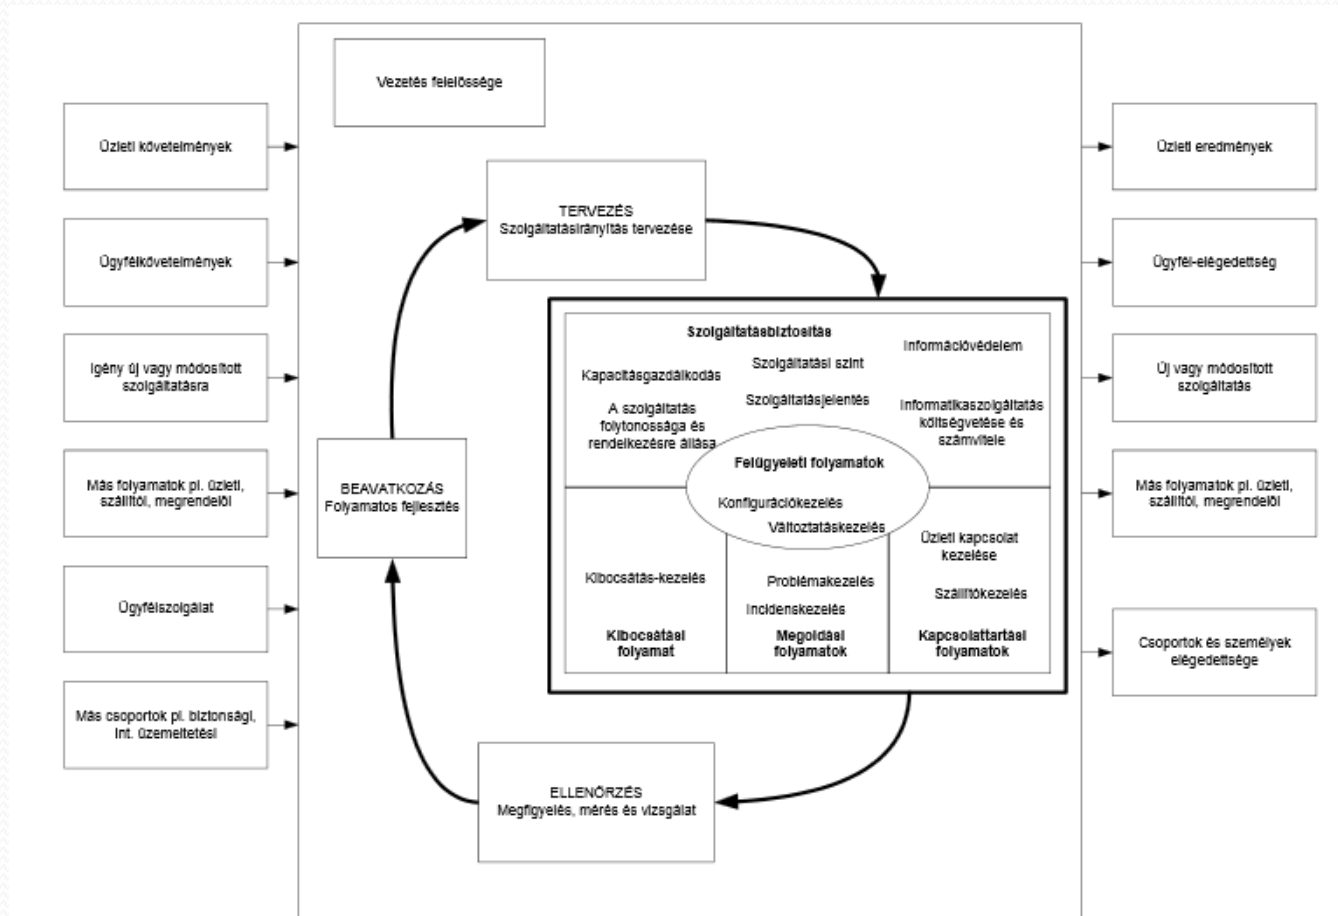 Vezetés felelőssége
Üzleti követelmények
Ügyfélkövetelmények
Igény új vagy módosított
szolgáltatásra
Más folyamatok pl. üzleti,
szállítói, megrendelői
Ügyfélszolgálat
Más csoportok pl. biztonsági,
int. üzemeltetési
TERVEZÉS
Szolgáltatásirányítás tervezése
BEAVATKOZÁS
Folyamatos fejlesztés
Szolgáltatásbiztosítás
Kapacitásgazdálkodás
A szolgáltatás
folytonossága és
rendelkezésre állása
Szolgáltatási szint
Szolgáltatásjelentés
Információvédelem
Informatikaszolgáltatás
költségvetése és
számvitele
Felügyeleti folyamatok
Konfigurációkezelés
Változtatáskezelés
Kibocsátás-kezelés
Kibocsátási
folyamat
Problémakezelés
Incidenskezelés
Megoldási
folyamatok
Üzleti kapcsolat
kezelése
Szállítókezelés
Kapcsolattartási
folyamatok
ELLENŐRZÉS
Megfigyelés, mérés és vizsgálat
Üzleti eredmények
Ügyfél-elégedettség
Új vagy módosított
szolgáltatás
Más folyamatok pl. üzleti,
szállítói, megrendelői
Csoportok és személyek
elégedettsége